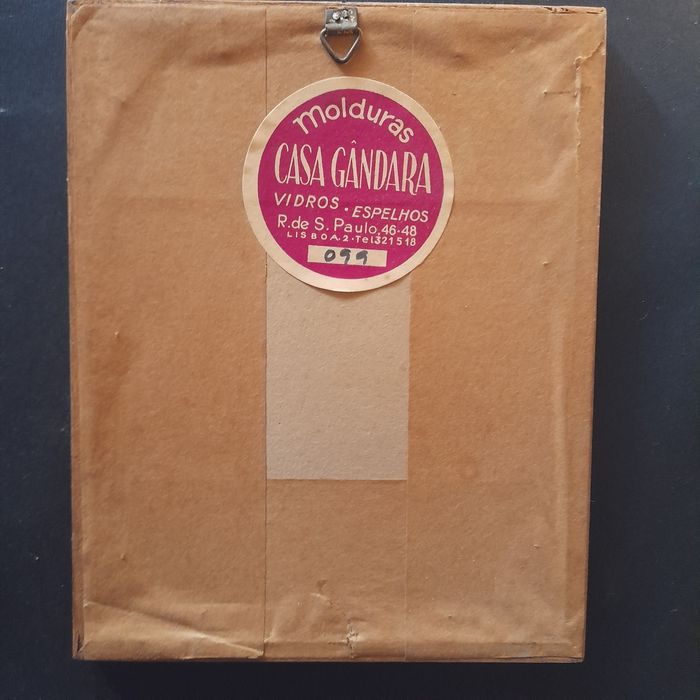 Molduras
CASA GÂNDARA
VIDROS · ESPELHOS
R. de S. Paulo, 46-48
LISBOA. 2 · Tel 321518
099